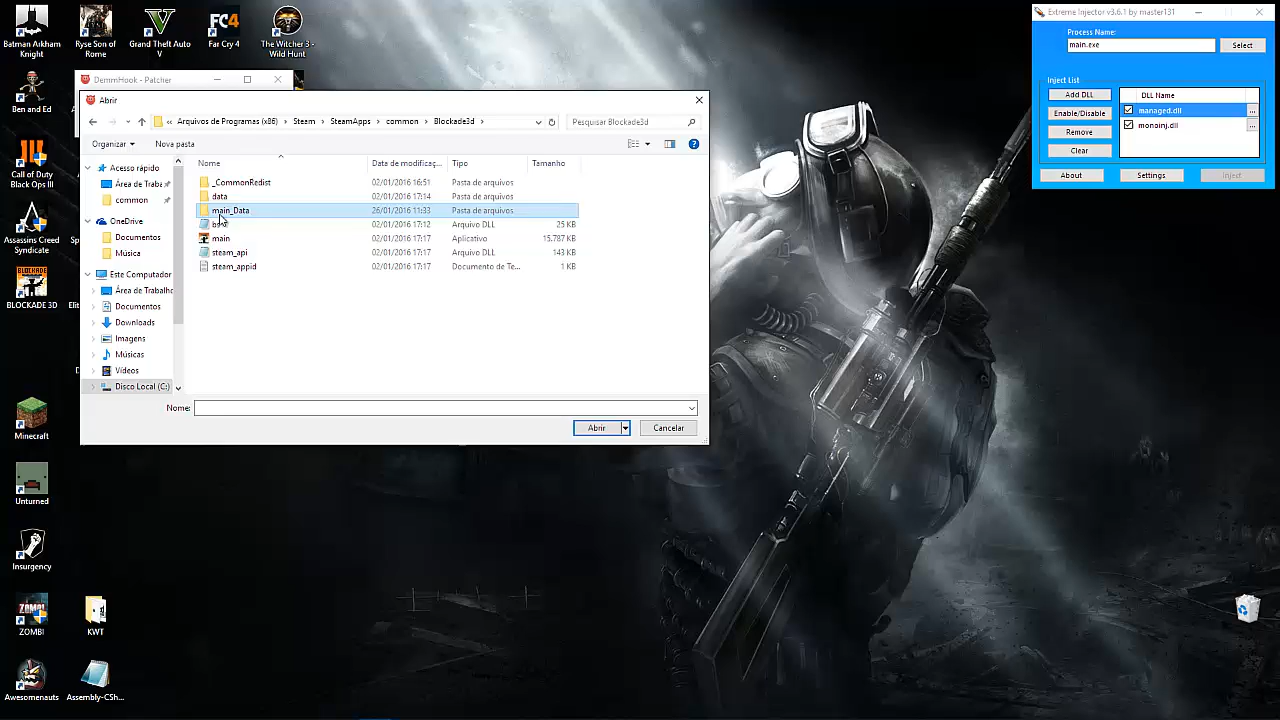 Batman Arkham
Knight
Ryse Son of
Rome
Grand Theft Auto
V
FC4
Far Cry 4
The Witcher 3 -
Wild Hunt
Ben and Ed
Call of Duty
Black Ops III
Assassins Creed
Syndicate
BLOCKADE 3D
Minecraft
Unturned
Insurgency
ZOMBI
ZOMBI
KWT
Awesomenauts
Assembly-CSh...
DemmHook - Patcher
Abrir
« Arquivos de Programas (x86) > Steam > SteamApps > common > Blockade3d >
Pesquisar Blockade3d
Organizar
Nova pasta
Acesso rápido
Área de Traba
common
OneDrive
Documentos
Música
Este Computador
Área de Trabalho
Documentos
Downloads
Imagens
Músicas
Vídeos
Disco Local (C:)
Nome Data de modificaç... Tipo Tamanho
_CommonRedist 02/01/2016 16:51 Pasta de arquivos
data 02/01/2016 17:14 Pasta de arquivos
main_Data 26/01/2016 11:33 Pasta de arquivos
02/01/2016 17:12 Arquivo DLL 25 KB
main 02/01/2016 17:17 Aplicativo 15.787 KB
steam_api 02/01/2016 17:17 Arquivo DLL 143 KB
steam_appid 02/01/2016 17:17 Documento de Te... 1 KB
Nome:
Abrir
Cancelar
Extreme Injector v3.6.1 by master131
Process Name:
main.exe
Select
Inject List
Add DLL
Enable/Disable
Remove
Clear
DLL Name
managed.dll ...
monoinj.dll ...
About
Settings
Inject